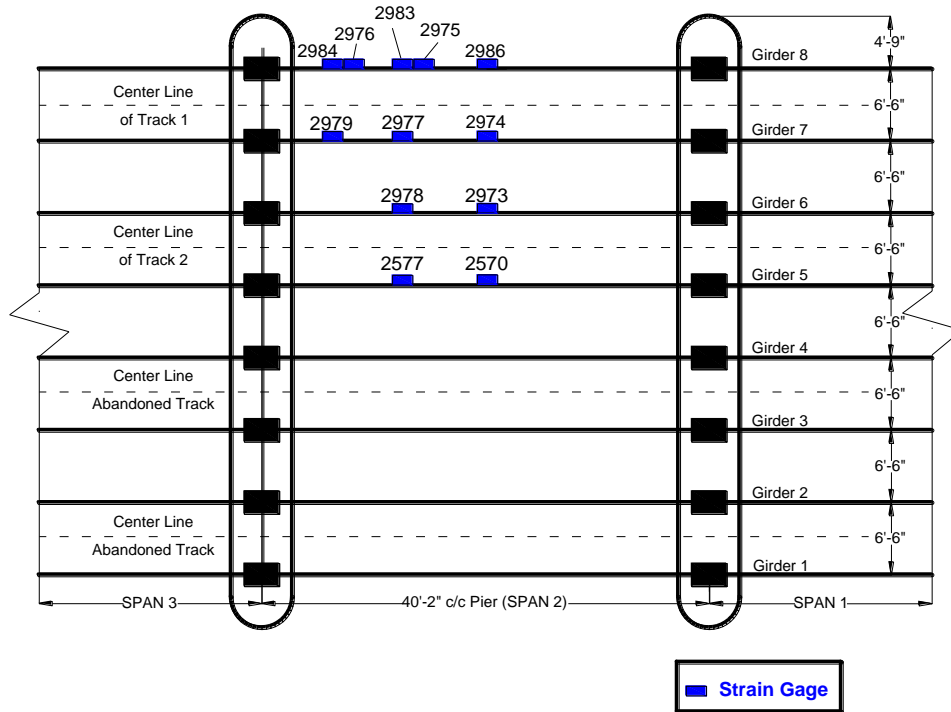 2983
2976
2975
2984
2986
Girder 8
4'-9"
Center Line
of Track 1
6'-6"
2979
2977
2974
Girder 7
6'-6"
2978
2973
Girder 6
Center Line
of Track 2
6'-6"
2577
2570
Girder 5
6'-6"
Girder 4
Center Line
Abandoned Track
6'-6"
Girder 3
6'-6"
Girder 2
Center Line
Abandoned Track
6'-6"
Girder 1
SPAN 3
40'-2" c/c Pier (SPAN 2)
SPAN 1
Strain Gage